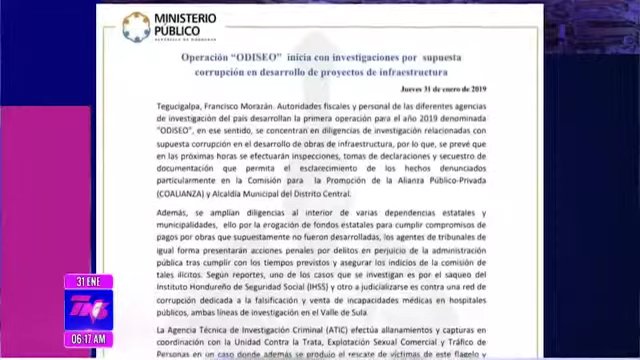 MINISTERIO
PÚBLICO
REPÚBLICA DE HONDURAS
Operación “ODISEO” inicia con investigaciones por supuesta
corrupción en desarrollo de proyectos de infraestructura
Jueves 31 de enero de 2019
Tegucigalpa, Francisco Morazán. Autoridades fiscales y personal de las diferentes agencias
de investigación del país desarrollan la primera operación para el año 2019 denominada
“ODISEO”, en ese sentido, se concentran en diligencias de investigación relacionadas con
supuesta corrupción en el desarrollo de obras de infraestructura, por lo que, se prevé que
en las próximas horas se efectuarán inspecciones, tomas de declaraciones y secuestro de
documentación que permita el esclarecimiento de los hechos denunciados
particularmente en la Comisión para la Promoción de la Alianza Público-Privada
(COALIANZA) y Alcaldía Municipal del Distrito Central.
Además, se amplían diligencias al interior de varias dependencias estatales y
municipalidades, ello por la erogación de fondos estatales para cumplir compromisos de
pagos por obras que supuestamente no fueron desarrolladas, los agentes de tribunales de
igual forma presentarán acciones penales por delitos en perjuicio de la administración
pública tras cumplir con los tiempos previstos y asegurar los indicios de la comisión de
tales ilícitos. Según reportes, uno de los casos que se investigan es por el saqueo del
Instituto Hondureño de Seguridad Social (IHSS) y otro a judicializarse es contra una red de
corrupción dedicada a la falsificación y venta de incapacidades médicas en hospitales
públicos, ambas líneas de investigación en el Valle de Sula.
La Agencia Técnica de Investigación Criminal (ATIC) efectúa allanamientos y capturas en
coordinación con la Unidad Contra la Trata, Explotación Sexual Comercial y Tráfico de
Personas en un caso donde además se produjo el rescate de víctimas de este flagelo y
31 ENE
TN5
06:17 AM